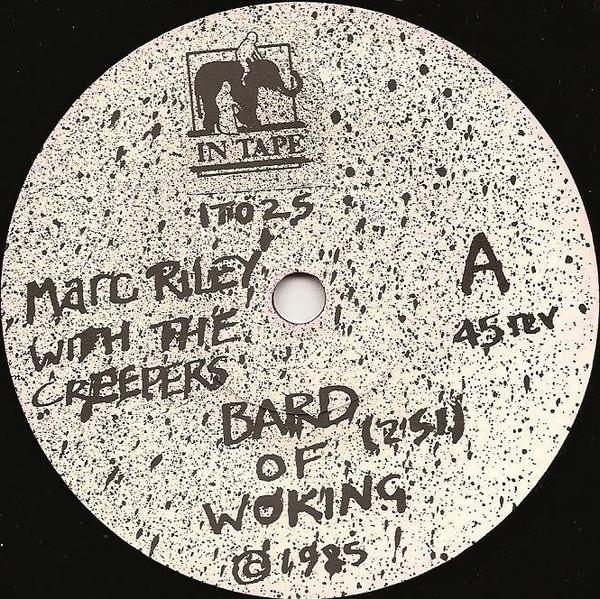 IN TAPE
IT025
Marc RILEY
WITH THE
CREEPERS
A
45 rev
BARD (2 51)
OF
WOKING
© 1985